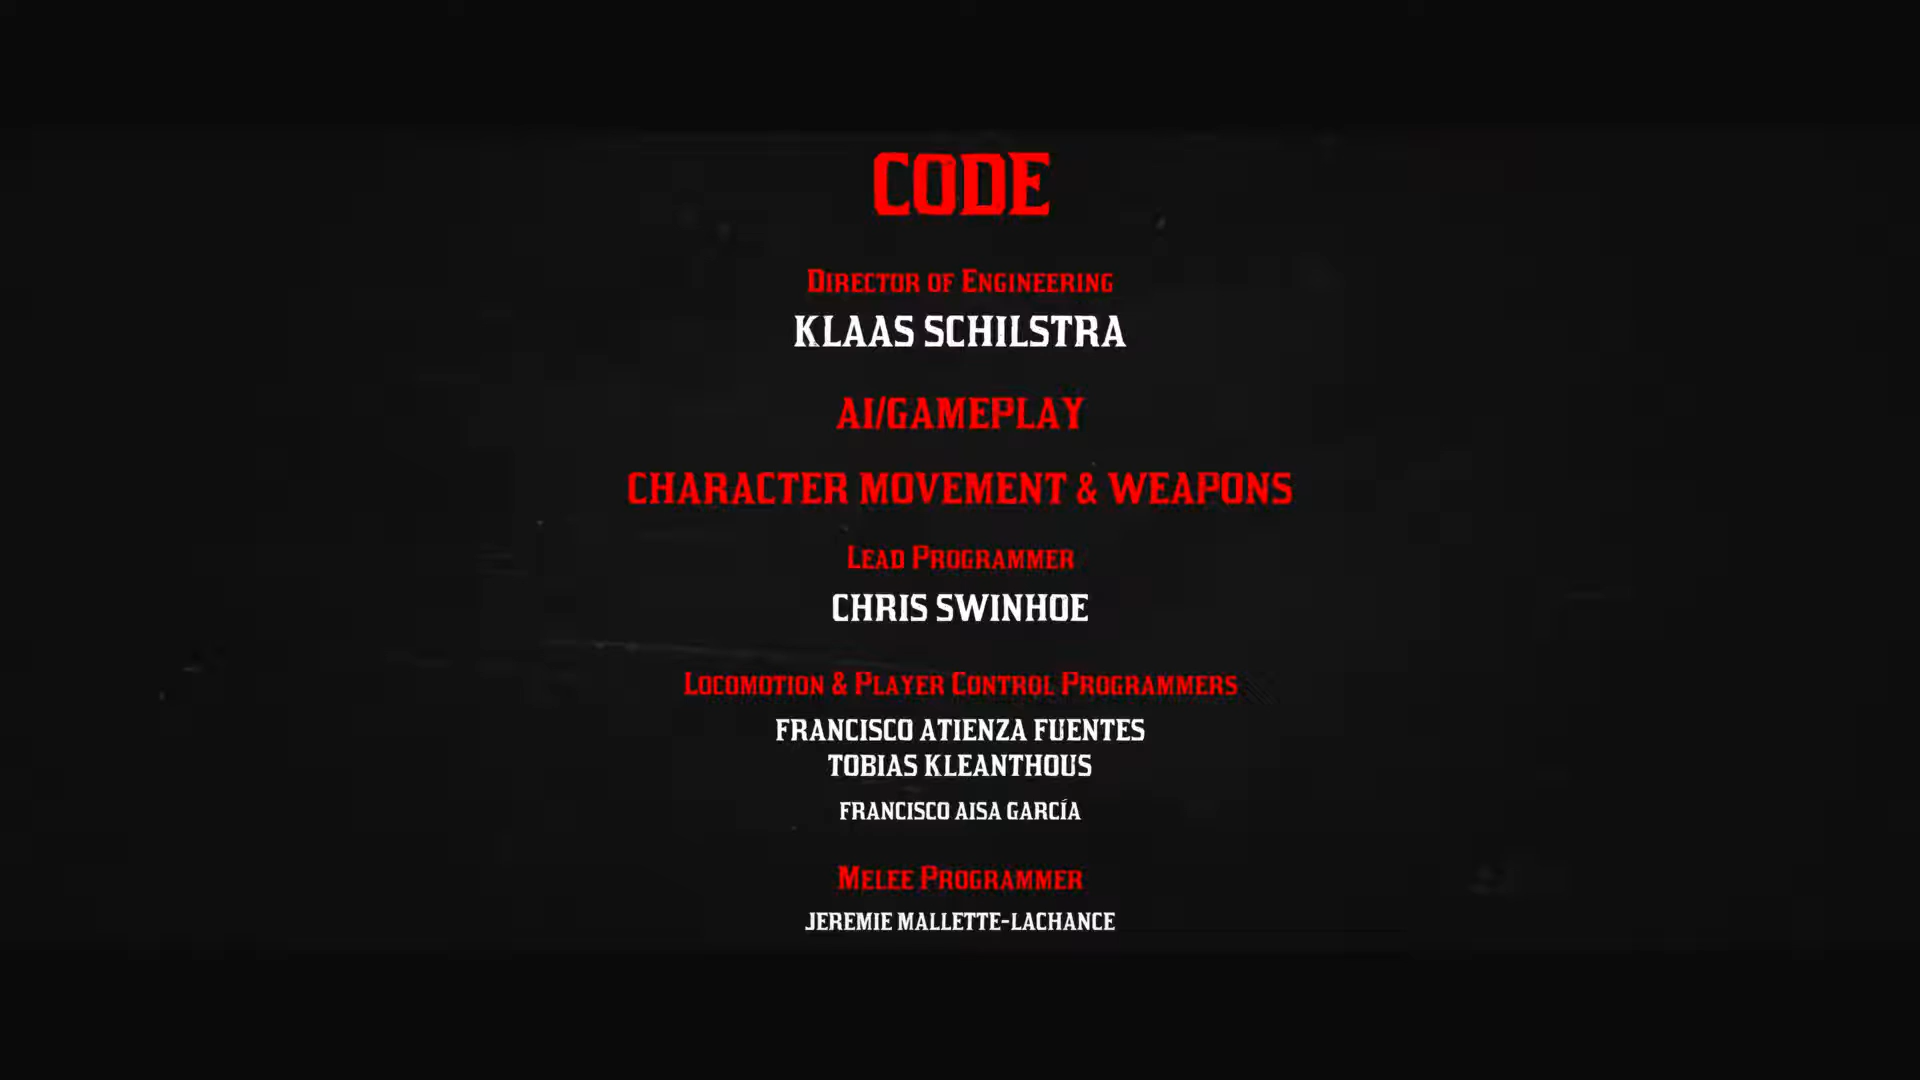 CODE
DIRECTOR OF ENGINEERING
KLAAS SCHILSTRA
AI/GAMEPLAY
CHARACTER MOVEMENT & WEAPONS
LEAD PROGRAMMER
CHRIS SWINHOE
LOCOMOTION & PLAYER CONTROL PROGRAMMERS
FRANCISCO ATIENZA FUENTES
TOBIAS KLEANTHOUS
FRANCISCO AISA GARCÍA
MELEE PROGRAMMER
JEREMIE MALLETTE-LACHANCE